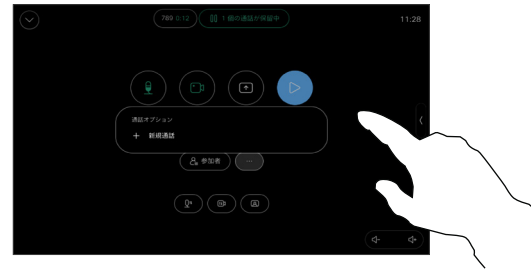 789 0:12
1 個の通話が保留中
11:28
通話オプション
+ 新規通話
参加者
...